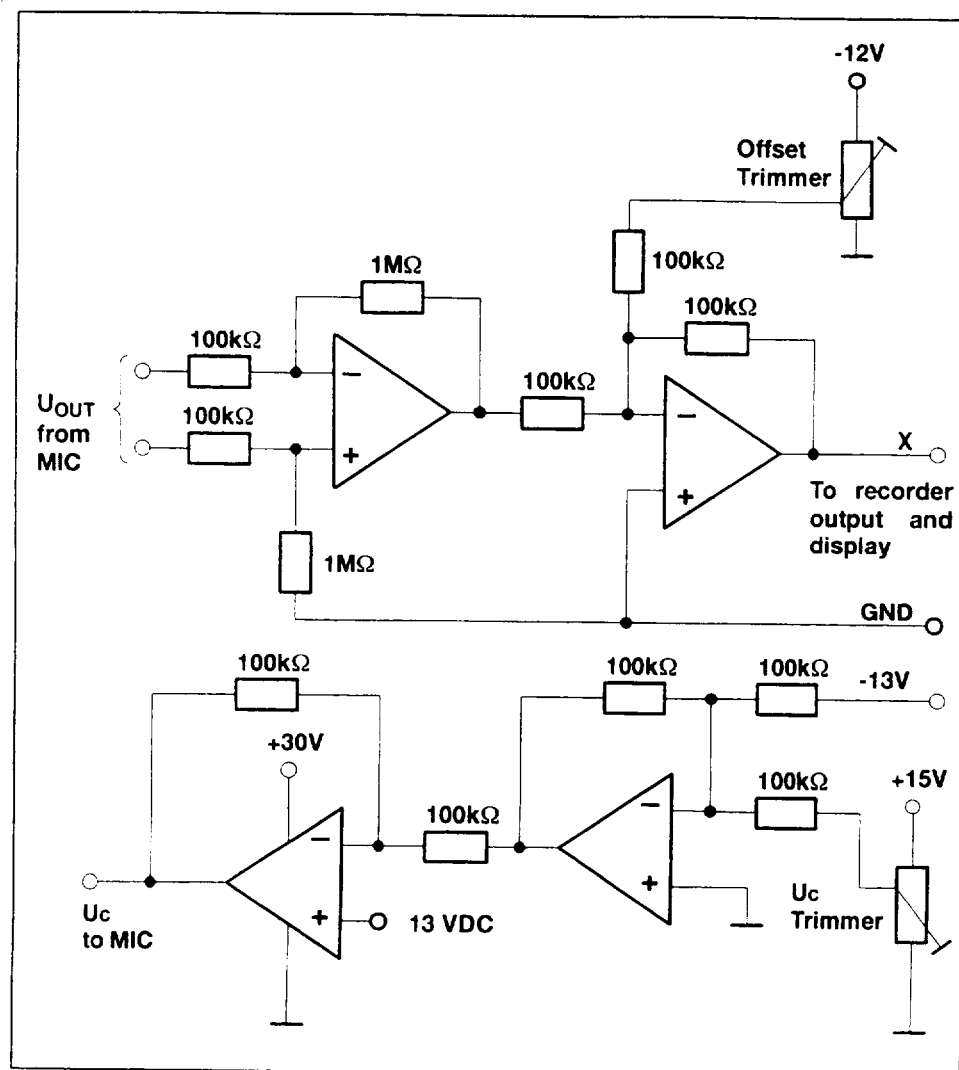 -12V
Offset
Trimmer
100kΩ
1MΩ
100kΩ
100kΩ
100kΩ
UOUT
from
MIC
100kΩ
-
+
-
+
X
To recorder
output and
display
1MΩ
GND
100kΩ
100kΩ
100kΩ
-13V
+30V
+15V
100kΩ
100kΩ
-
+
-
+
Uc
to MIC
13 VDC
Uc
Trimmer